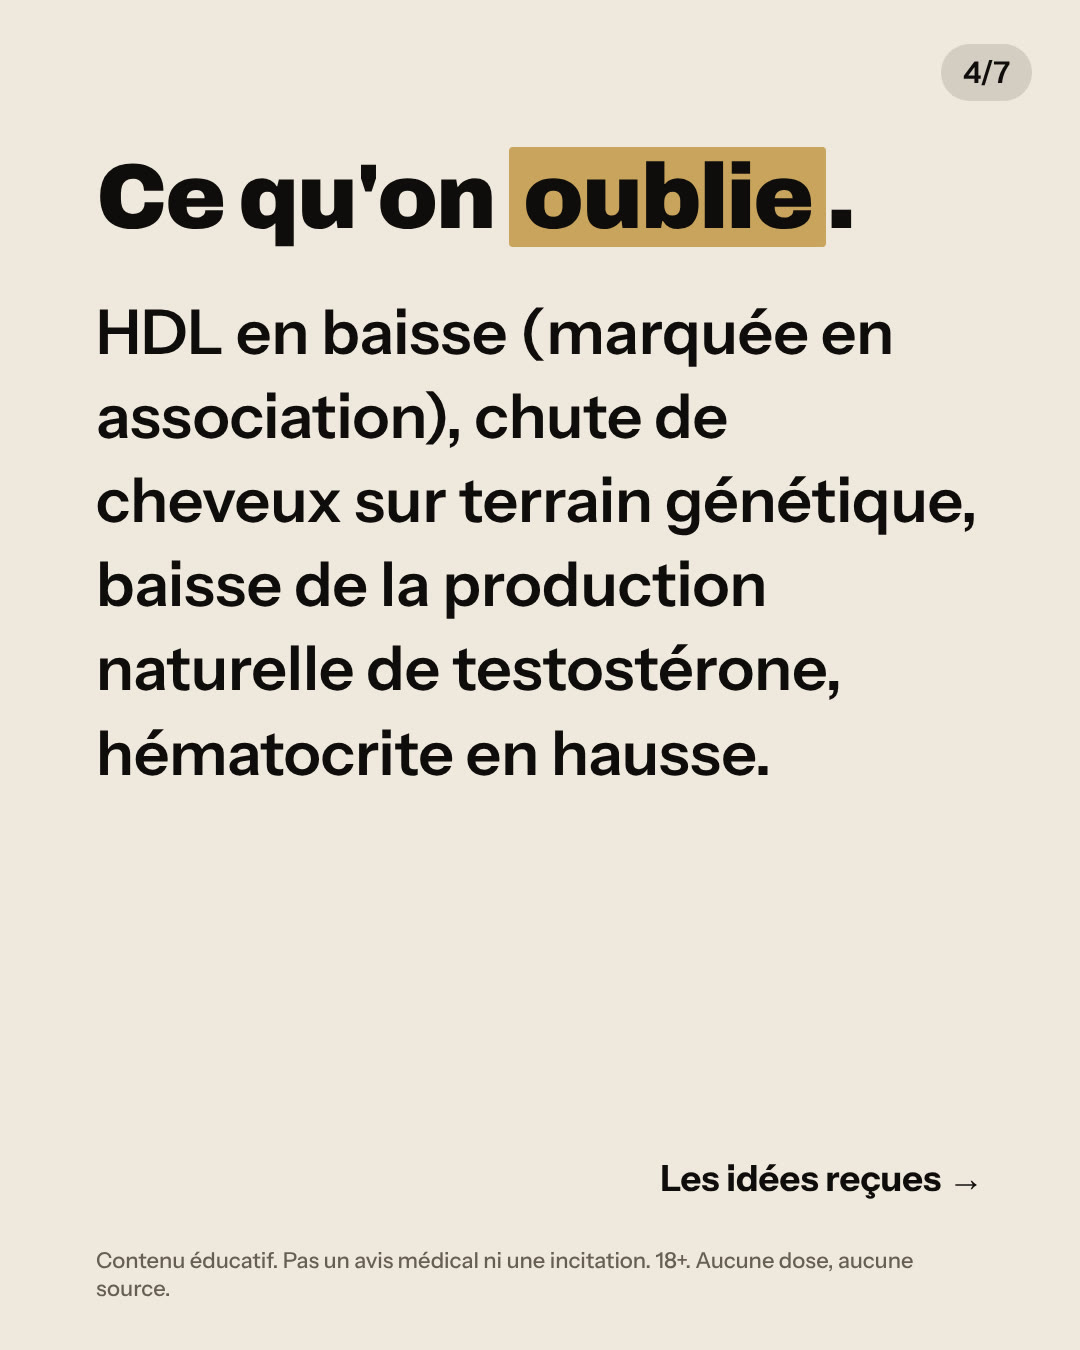 4/7
Ce qu'on oublie.
HDL en baisse (marquée en
association), chute de
cheveux sur terrain génétique,
baisse de la production
naturelle de testostérone,
hématocrite en hausse.
Les idées reçues →
Contenu éducatif. Pas un avis médical ni une incitation. 18+. Aucune dose, aucune
source.